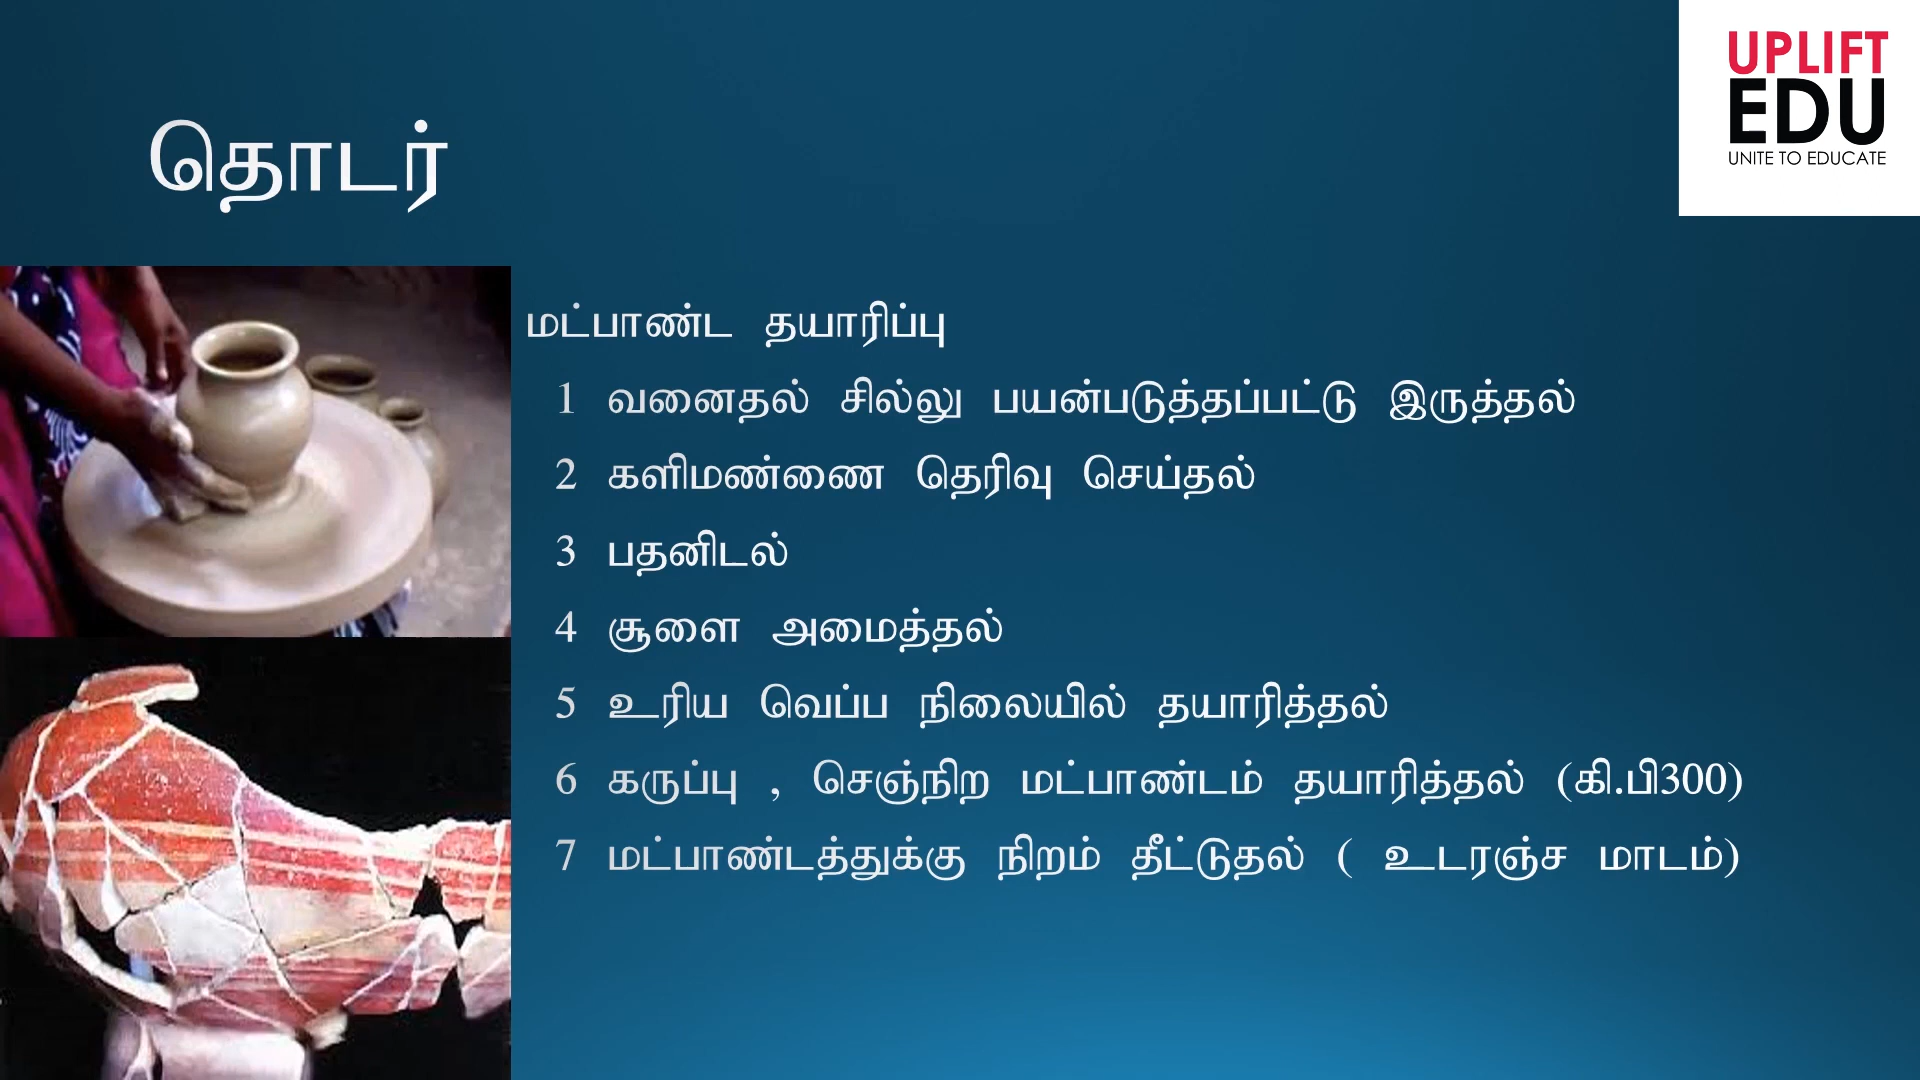 UPLIFT
EDU
UNITE TO EDUCATE
தொடர்
மட்பாண்ட தயாரிப்பு
1 வனைதல் சில்லு பயன்படுத்தப்பட்டு இருத்தல்
2 களிமண்ணை தெரிவு செய்தல்
3 பதனிடல்
4 சூளை அமைத்தல்
5 உரிய வெப்ப நிலையில் தயாரித்தல்
6 கருப்பு , செஞ்நிற மட்பாண்டம் தயாரித்தல் (கி.பி300)
7 மட்பாண்டத்துக்கு நிறம் தீட்டுதல் ( உடரஞ்ச மாடம்)